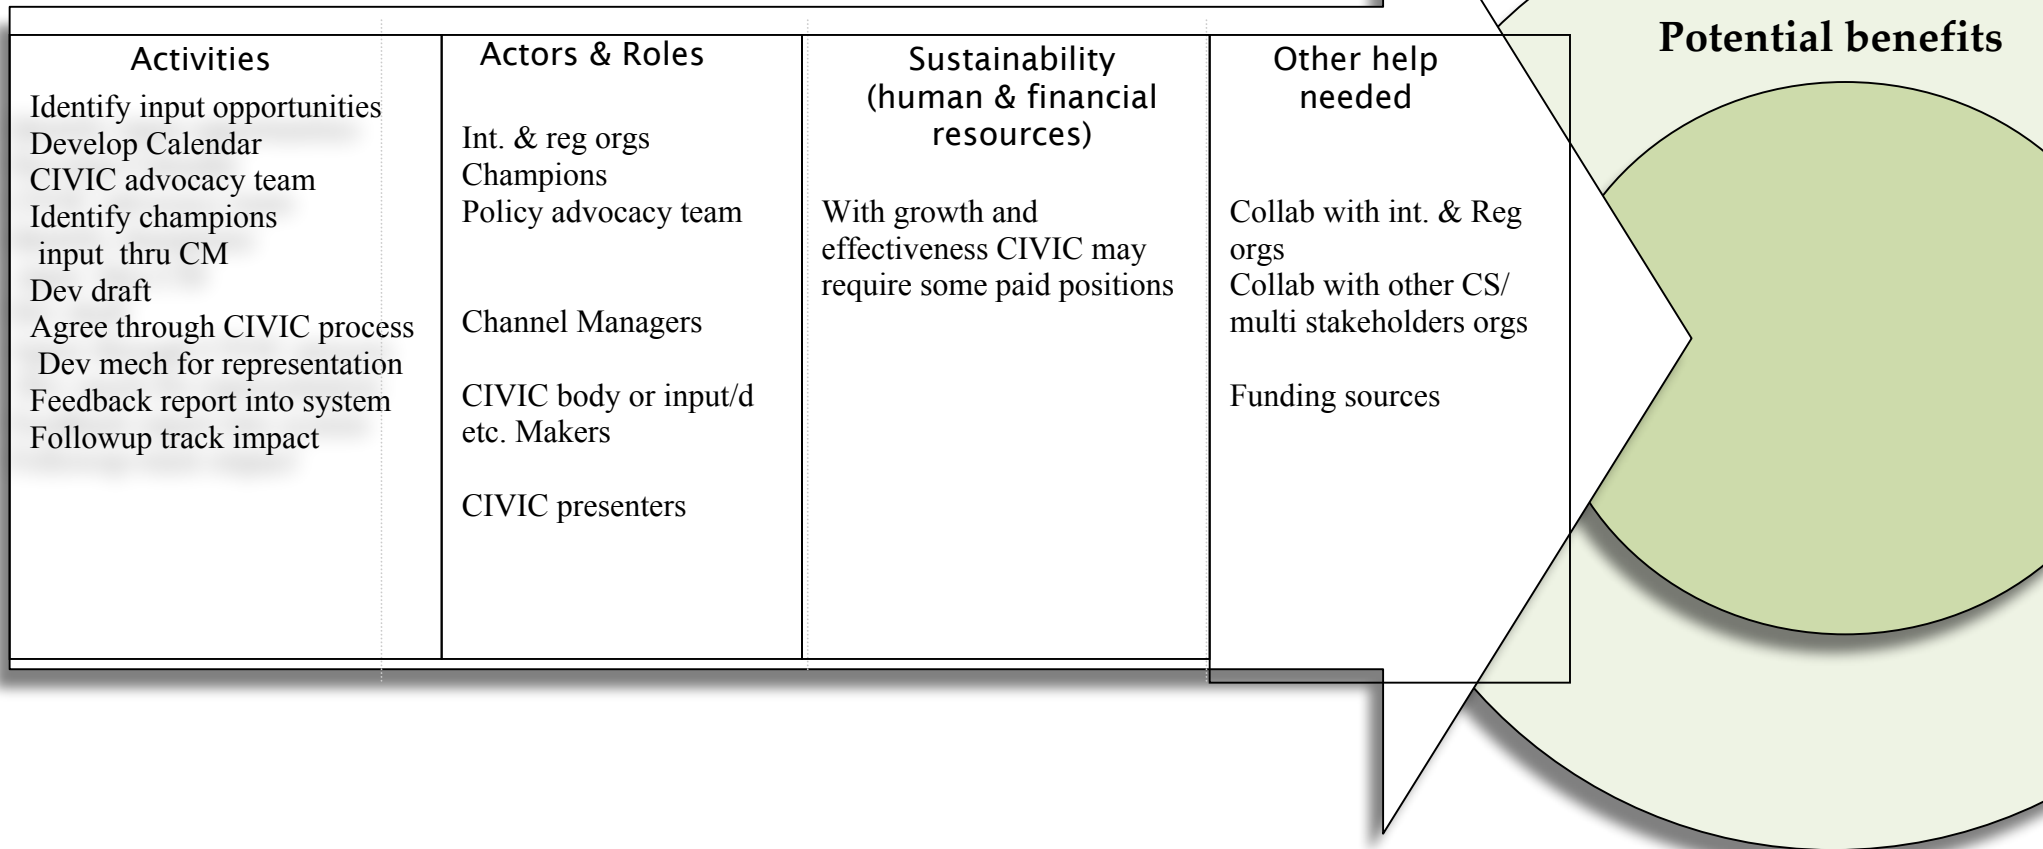 Potential benefits
Activities
Identify input opportunities
Develop Calendar
CIVIC advocacy team
Identify champions
input thru CM
Dev draft
Agree through CIVIC process
Dev mech for representation
Feedback report into system
Followup track impact
Actors & Roles
Int. & reg orgs
Champions
Policy advocacy team
Channel Managers
CIVIC body or input/d
etc. Makers
CIVIC presenters
Sustainability
(human & financial
resources)
With growth and
effectiveness CIVIC may
require some paid positions
Other help
needed
Collab with int. & Reg
orgs
Collab with other CS/
multi stakeholders orgs
Funding sources